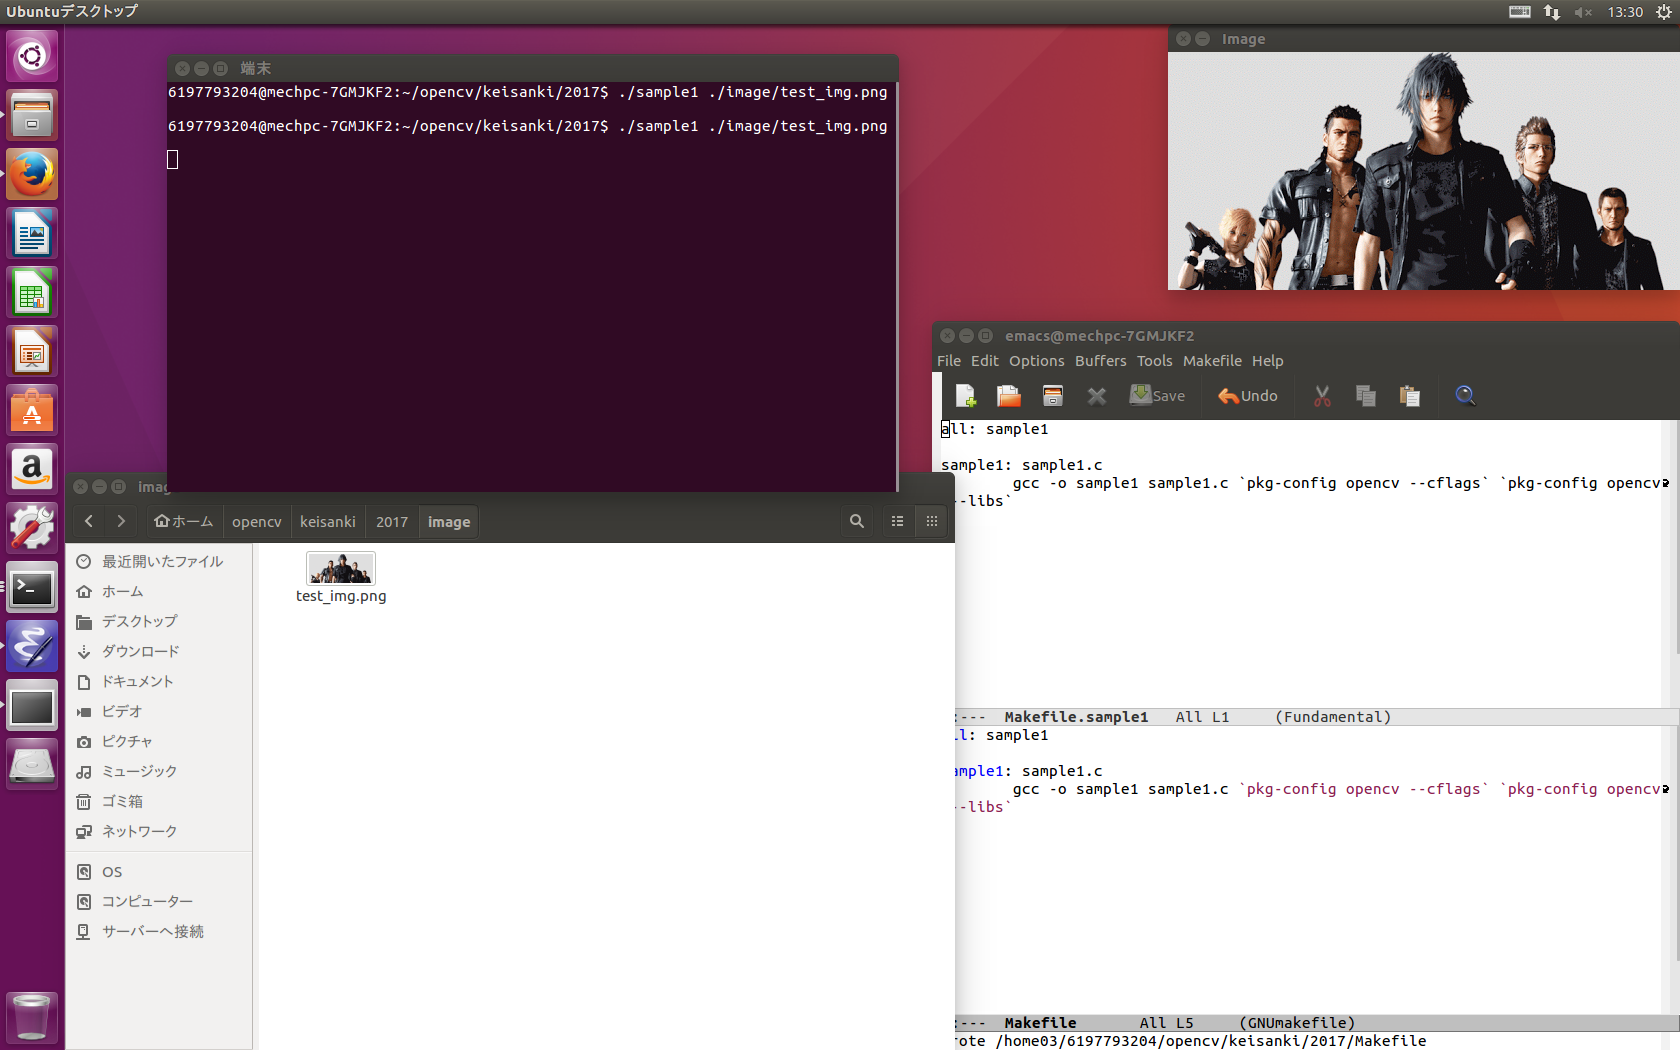 Ubuntuデスクトップ
13:30
端末
6197793204@mechpc-7GMJKF2:~/opencv/keisanki/2017$ ./sample1 ./image/test_img.png
6197793204@mechpc-7GMJKF2:~/opencv/keisanki/2017$ ./sample1 ./image/test_img.png
Image
emacs@mechpc-7GMJKF2
File Edit Options Buffers Tools Makefile Help
Save Undo
all: sample1
sample1: sample1.c
gcc -o sample1 sample1.c `pkg-config opencv --cflags` `pkg-config opencv
--libs`
:--- Makefile.sample1 All L1 (Fundamental)
ll: sample1
ample1: sample1.c
gcc -o sample1 sample1.c `pkg-config opencv --cflags` `pkg-config opencv
--libs`
:--- Makefile All L5 (GNUmakefile)
rote /home03/6197793204/opencv/keisanki/2017/Makefile
imag
ホーム opencv keisanki 2017 image
最近開いたファイル
ホーム
デスクトップ
ダウンロード
ドキュメント
ビデオ
ピクチャ
ミュージック
ゴミ箱
ネットワーク
OS
コンピューター
サーバーへ接続
test_img.png